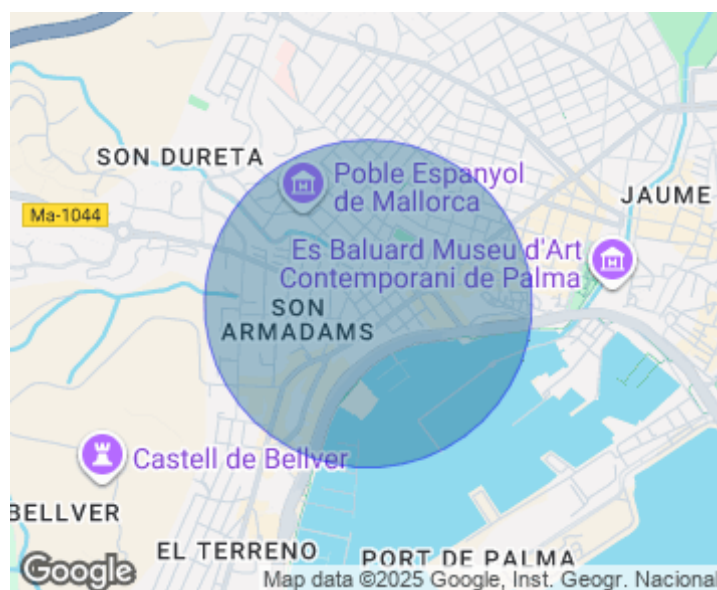 SON DURETA
Poble Espanyol
de Mallorca
JAUME
Ma-1044
Es Baluard Museu d'Art
Contemporani de Palma
SON
ARMADAMS
Castell de Bellver
BELLVER
EL TERRENO
PORT DE PALMA
Google
Map data ©2025 Google, Inst. Geogr. Nacional